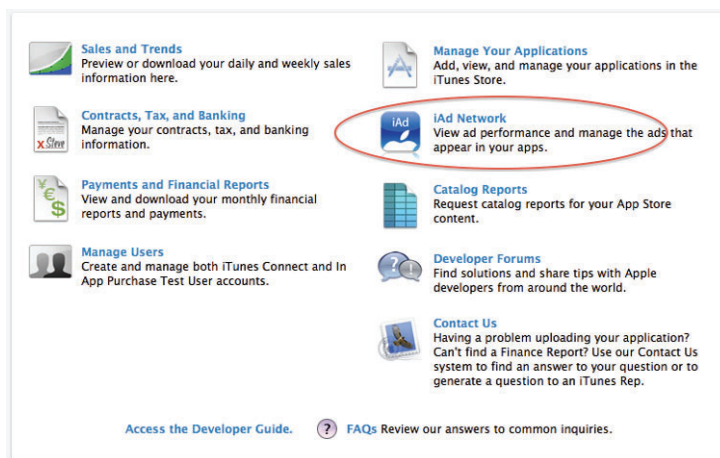 Sales and Trends
Preview or download your daily and weekly sales
information here.
Contracts, Tax, and Banking
Manage your contracts, tax, and banking
information.
X Steve
Payments and Financial Reports
View and download your monthly financial
reports and payments.
¥ € $
Manage Users
Create and manage both iTunes Connect and In
App Purchase Test User accounts.
Manage Your Applications
Add, view, and manage your applications in the
iTunes Store.
iAd
iAd Network
View ad performance and manage the ads that
appear in your apps.
Catalog Reports
Request catalog reports for your App Store
content.
Developer Forums
Find solutions and share tips with Apple
developers from around the world.
Contact Us
Having a problem uploading your application?
Can't find a Finance Report? Use our Contact Us
system to find an answer to your question or to
generate a question to an iTunes Rep.
Access the Developer Guide. ? FAQs Review our answers to common inquiries.